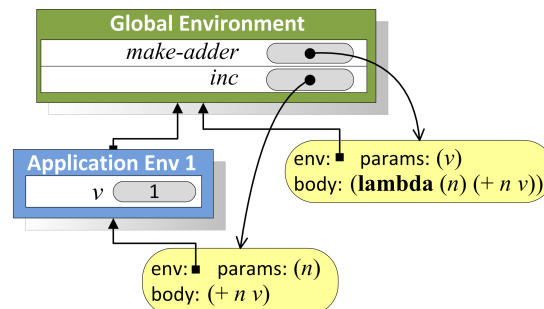 Global Environment
make-adder
inc
Application Env 1
v 1
env: params: (v)
body: (lambda (n) (+ n v))
env: params: (n)
body: (+ n v)